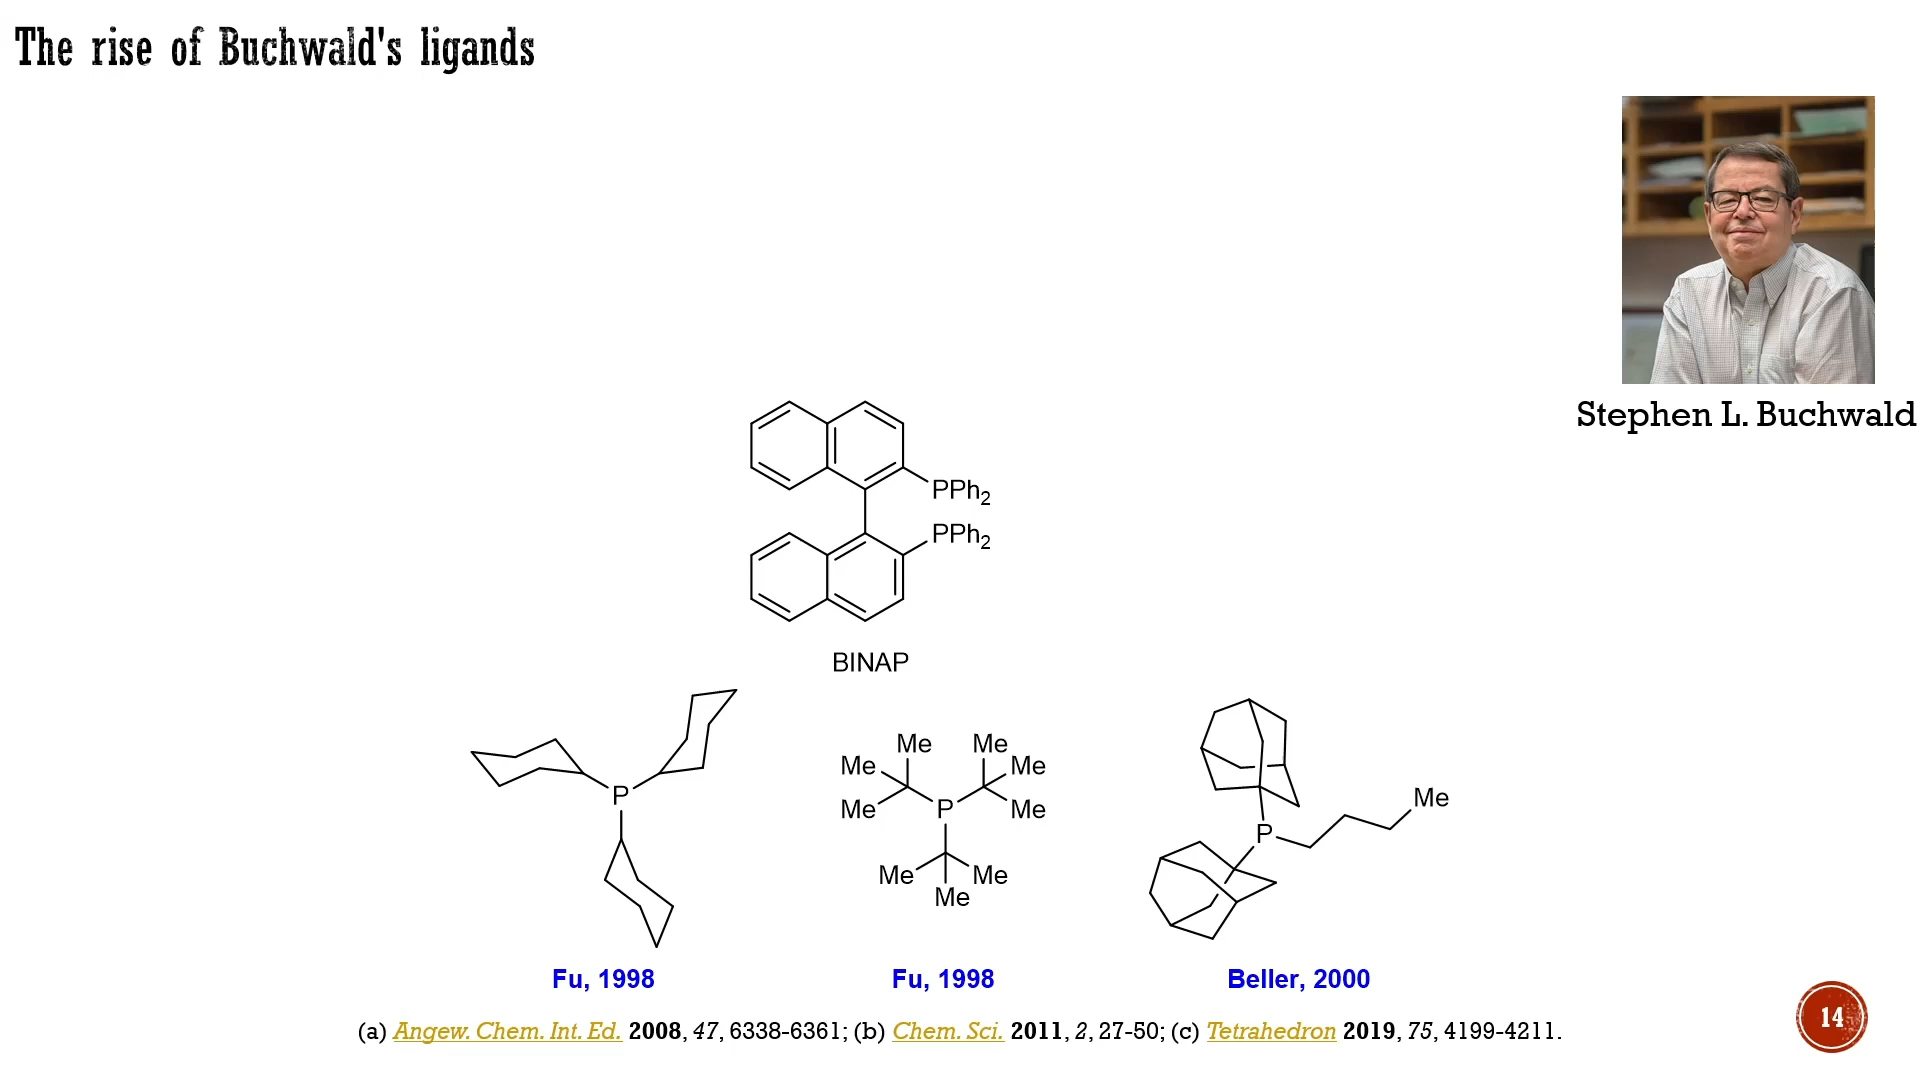 The rise of Buchwald's ligands
Stephen L. Buchwald
PPh2
PPh2
BINAP
P
Me Me
Me Me
Me P Me
Me Me
Me
P
Me
Fu, 1998
Fu, 1998
Beller, 2000
(a) Angew. Chem. Int. Ed. 2008, 47, 6338-6361; (b) Chem. Sci. 2011, 2, 27-50; (c) Tetrahedron 2019, 75, 4199-4211.
14